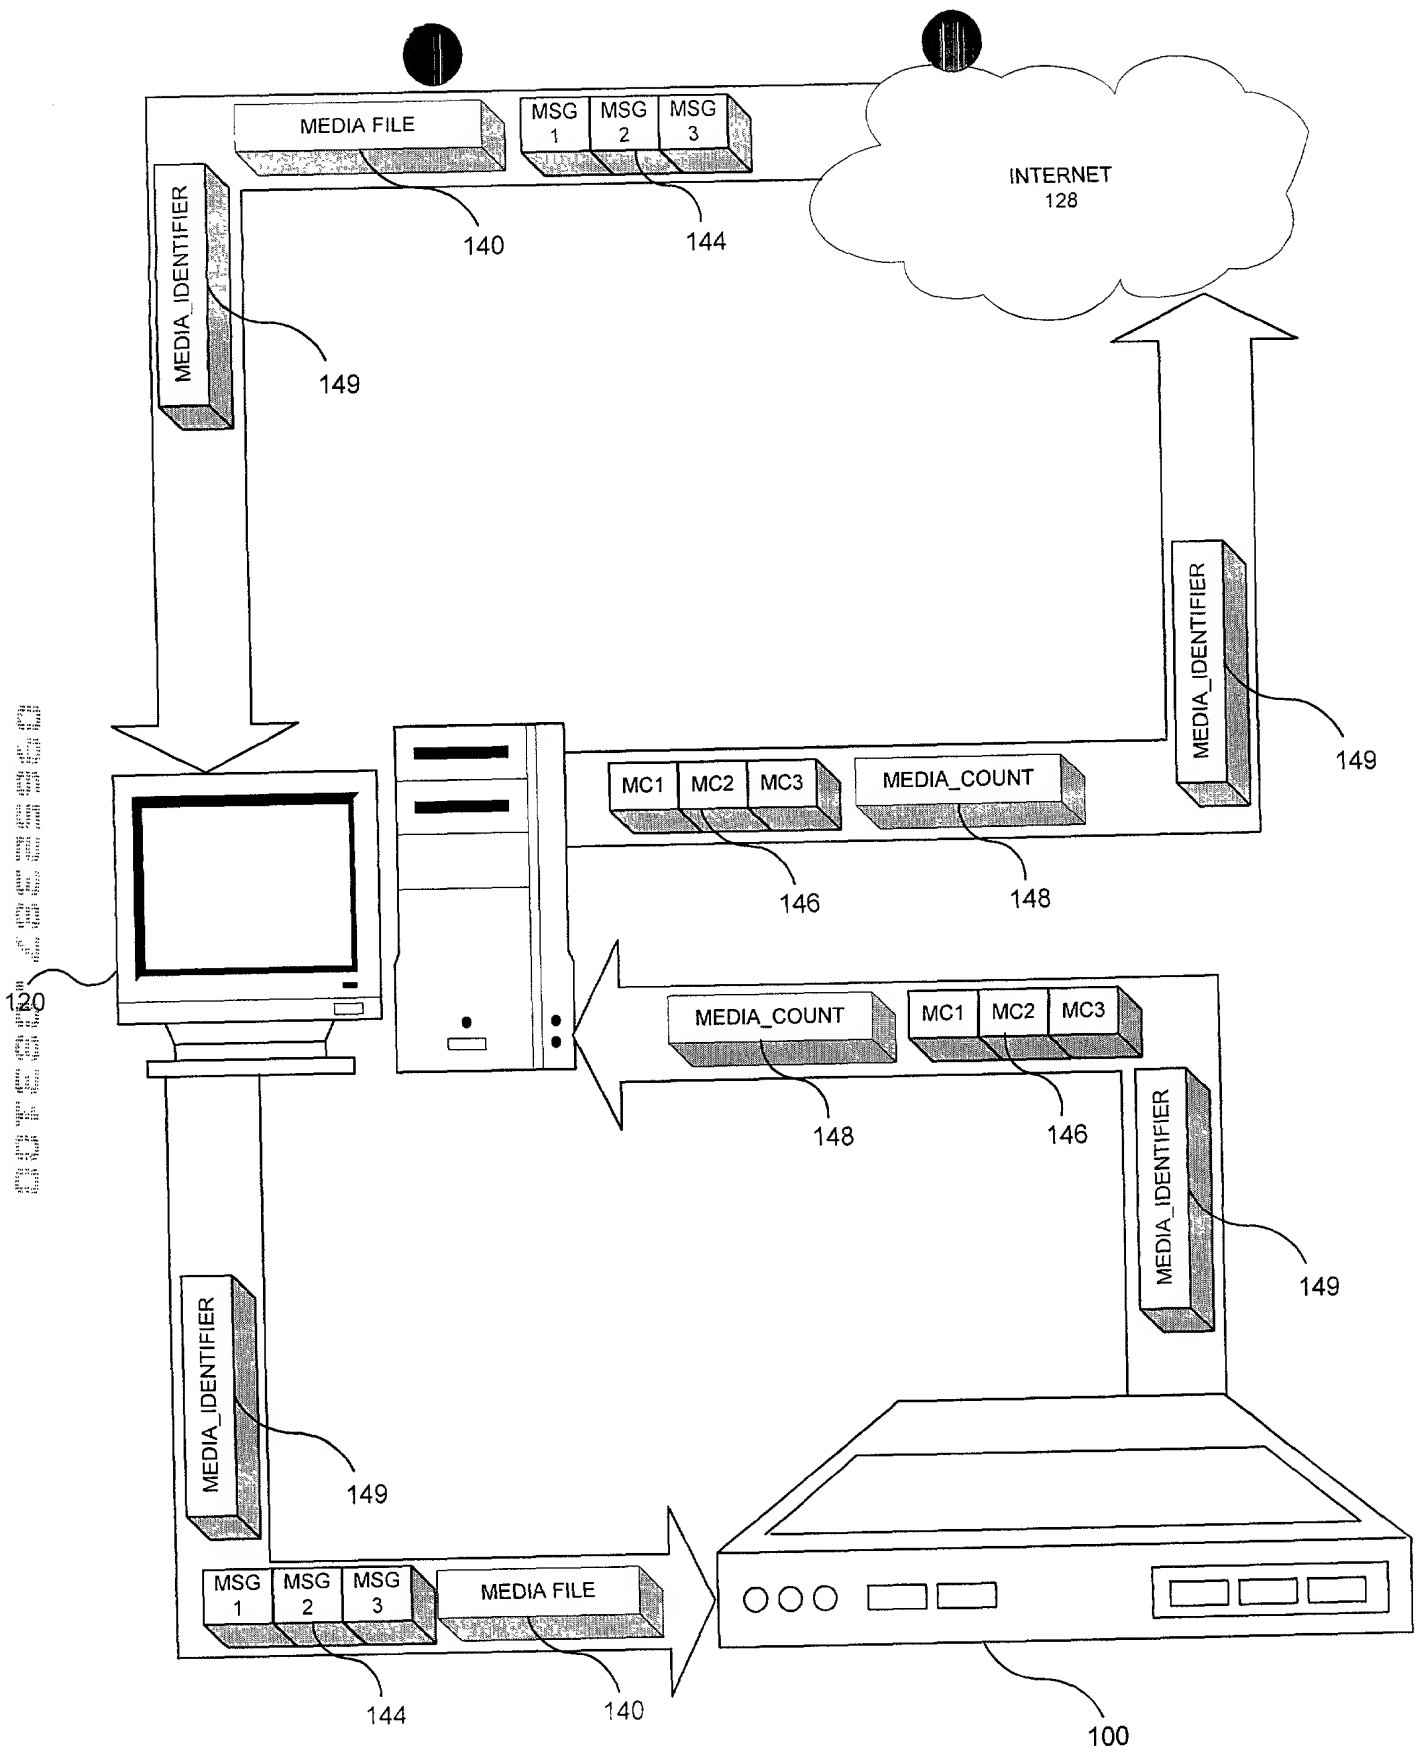 MEDIA FILE
MSG 1
MSG 2
MSG 3
INTERNET
128
140
144
MEDIA_IDENTIFIER
149
MEDIA_IDENTIFIER
149
MC1
MC2
MC3
MEDIA_COUNT
146
148
120
MEDIA_COUNT
MC1
MC2
MC3
148
146
MEDIA_IDENTIFIER
149
MEDIA_IDENTIFIER
149
MSG 1
MSG 2
MSG 3
MEDIA FILE
144
140
100